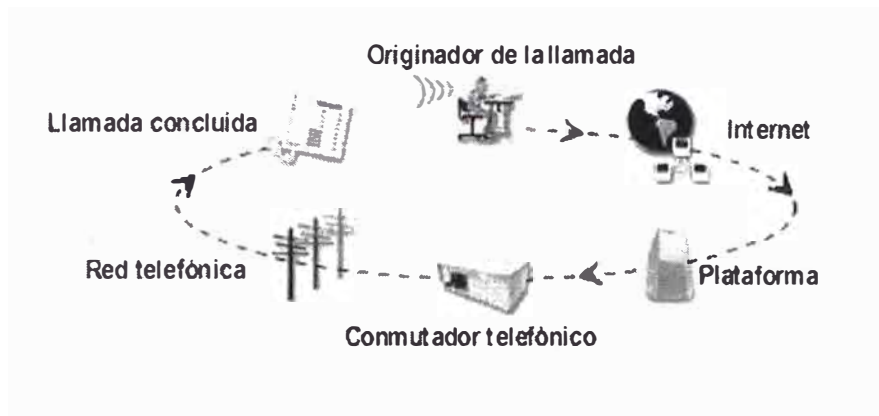 Originador de la llamada
Llamada concluida
Internet
Red telefónica
Plataforma
Conmutador telefónico